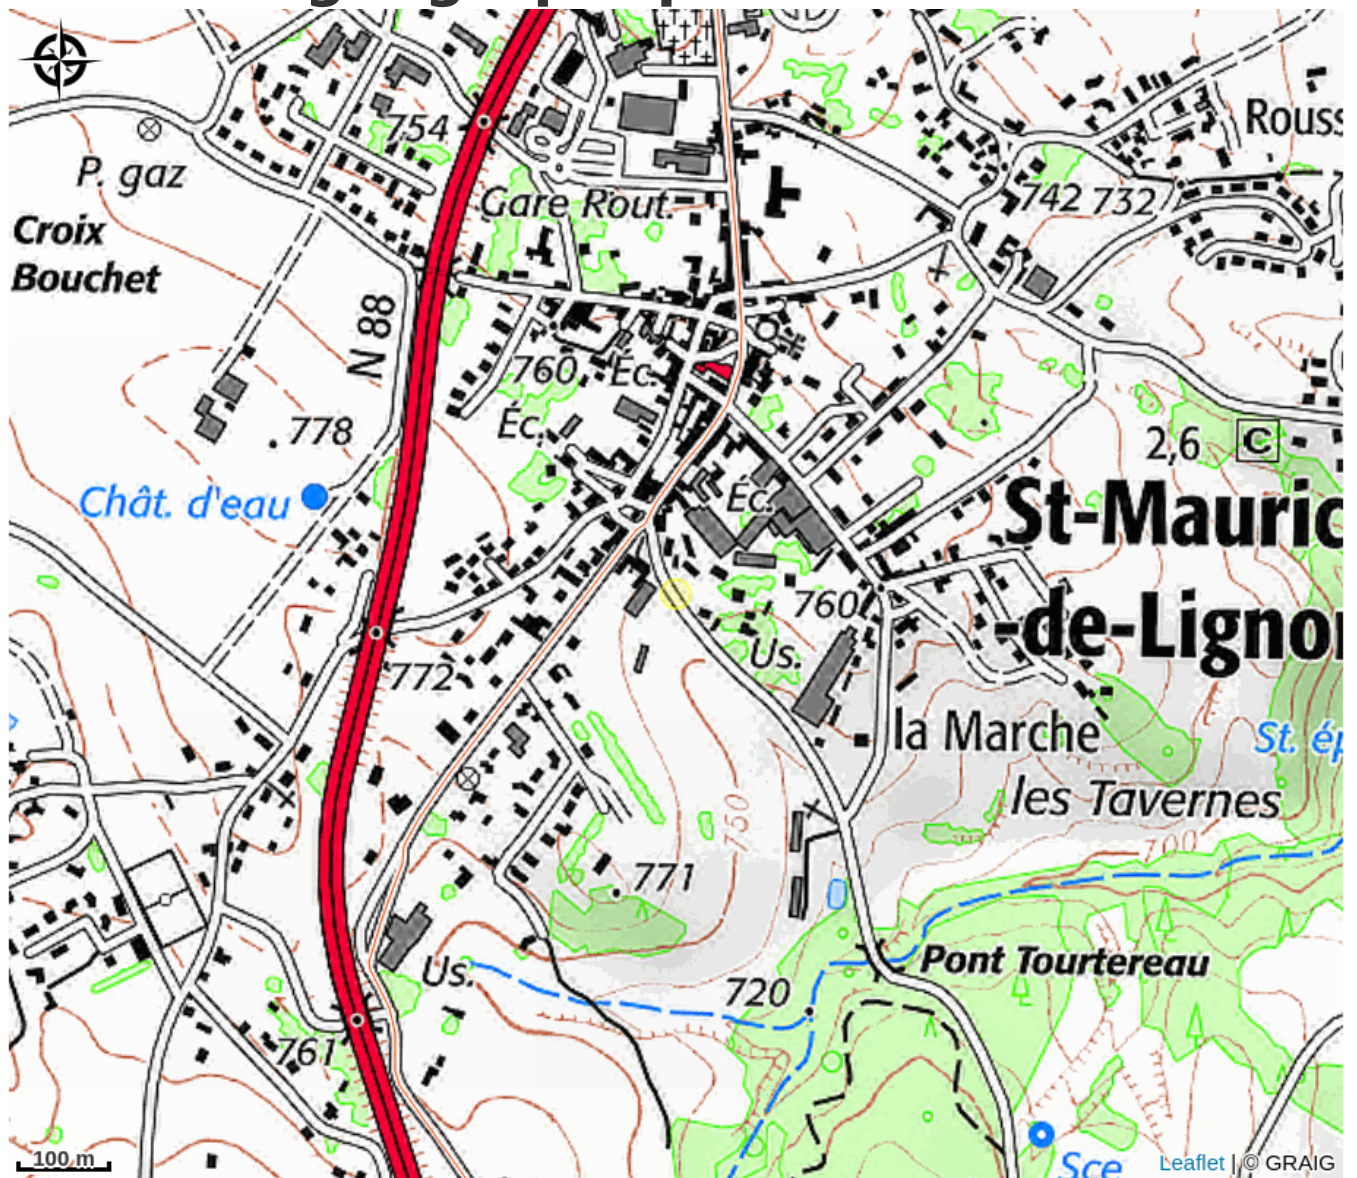 754
P. gaz
Rouss
Gare Rout.
742 732
Croix
Bouchet
N 88
760
Éc.
Éc.
778
2,6
C
Chât. d'eau
Éc.
St-Mauric
-de-Lignon
760
Us.
772
la Marche
St. ép
les Tavernes
750
700
771
Us.
Pont Tourtereau
720
761
100 m
Sce
Leaflet | © GRAIG